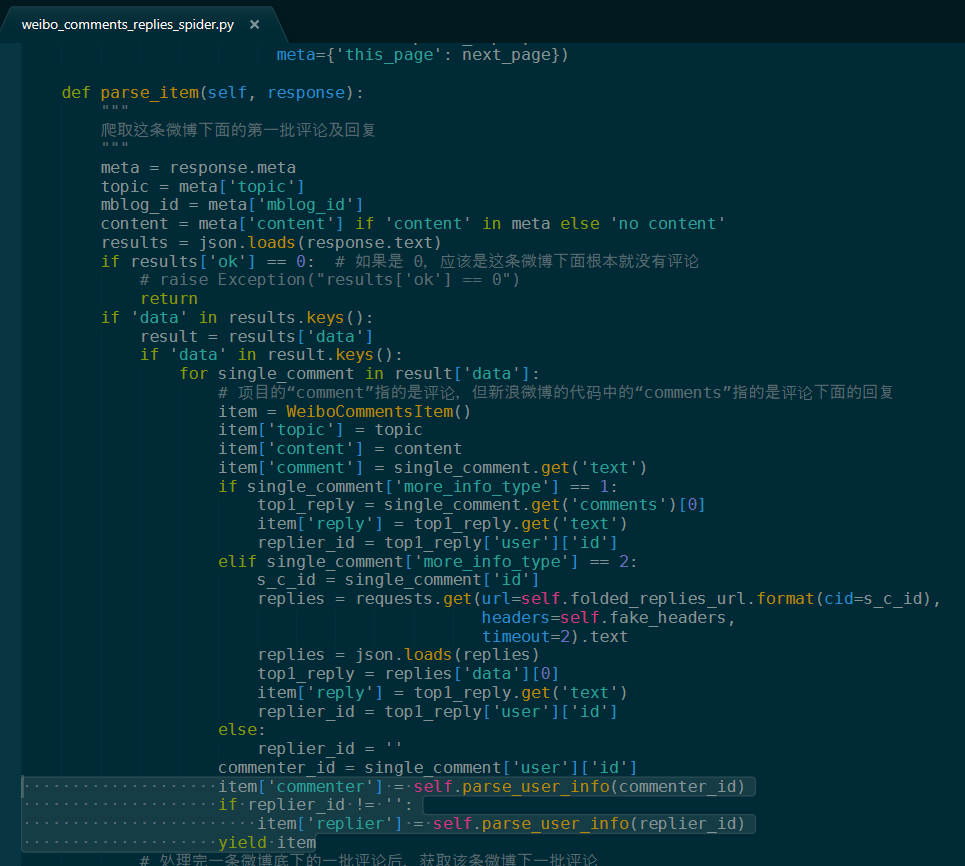 weibo_comments_replies_spider.py ×
meta={'this_page': next_page})
def parse_item(self, response):
"""
爬取这条微博下面的第一批评论及回复
"""
meta = response.meta
topic = meta['topic']
mblog_id = meta['mblog_id']
content = meta['content'] if 'content' in meta else 'no content'
results = json.loads(response.text)
if results['ok'] == 0:  # 如果是 0，应该是这条微博下面根本就没有评论
# raise Exception("results['ok'] == 0")
return
if 'data' in results.keys():
result = results['data']
if 'data' in result.keys():
for single_comment in result['data']:
# 项目的“comment”指的是评论，但新浪微博的代码中的“comments”指的是评论下面的回复
item = WeiboCommentsItem()
item['topic'] = topic
item['content'] = content
item['comment'] = single_comment.get('text')
if single_comment['more_info_type'] == 1:
top1_reply = single_comment.get('comments')[0]
item['reply'] = top1_reply.get('text')
replier_id = top1_reply['user']['id']
elif single_comment['more_info_type'] == 2:
s_c_id = single_comment['id']
replies = requests.get(url=self.folded_replies_url.format(cid=s_c_id),
headers=self.fake_headers,
timeout=2).text
replies = json.loads(replies)
top1_reply = replies['data'][0]
item['reply'] = top1_reply.get('text')
replier_id = top1_reply['user']['id']
else:
replier_id = ''
commenter_id = single_comment['user']['id']
item['commenter'] = self.parse_user_info(commenter_id)
if replier_id != '':
item['replier'] = self.parse_user_info(replier_id)
yield item
# 处理完一条微博底下的一批评论后，获取该条微博下一批评论